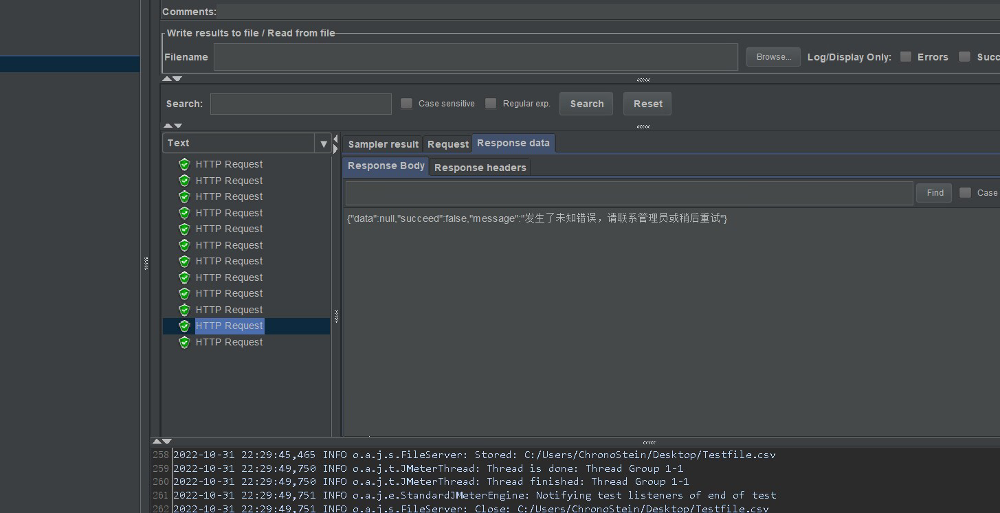 Comments:
Write results to file / Read from file
Filename Browse... Log/Display Only: Errors Succ
Search: Case sensitive Regular exp. Search Reset
Text
Sampler result Request Response data
HTTP Request
HTTP Request
HTTP Request
HTTP Request
HTTP Request
HTTP Request
HTTP Request
HTTP Request
HTTP Request
HTTP Request
HTTP Request
HTTP Request
Response Body Response headers
Find Case
{"data":null,"succeed":false,"message":"发生了未知错误，请联系管理员或稍后重试"}
258 2022-10-31 22:29:45,465 INFO o.a.j.s.FileServer: Stored: C:/Users/ChronoStein/Desktop/Testfile.csv
259 2022-10-31 22:29:49,750 INFO o.a.j.t.JMeterThread: Thread is done: Thread Group 1-1
260 2022-10-31 22:29:49,750 INFO o.a.j.t.JMeterThread: Thread finished: Thread Group 1-1
261 2022-10-31 22:29:49,751 INFO o.a.j.e.StandardJMeterEngine: Notifying test listeners of end of test
262 2022-10-31 22:29:49,751 INFO o.a.j.s.FileServer: Close: C:/Users/ChronoStein/Desktop/Testfile.csv